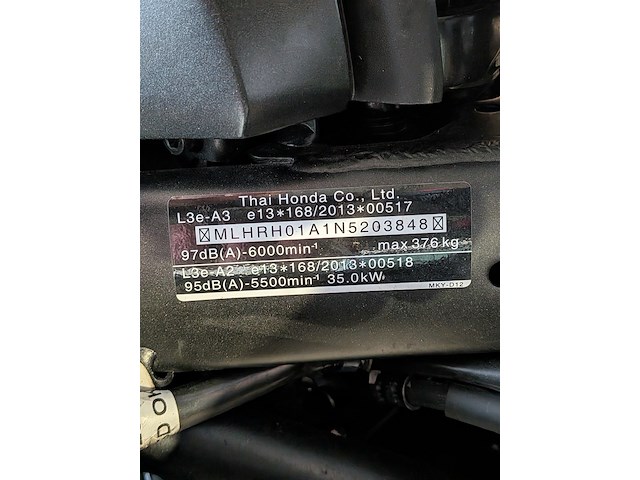 Thai Honda Co., Ltd.
L3e-A3 e13*168/2013*00517
MLHRH01A1N5203848
97dB(A)-6000min⁻¹ max 376 kg
L3e-A2 e13*168/2013*00518
95dB(A)-5500min⁻¹ 35.0kW
MKY-D12